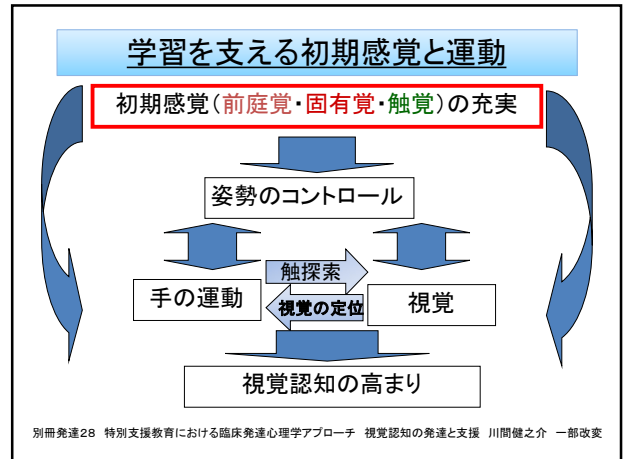 学習を支える初期感覚と運動
初期感覚(前庭覚・固有覚・触覚)の充実
姿勢のコントロール
触探索
手の運動
視覚の定位
視覚
視覚認知の高まり
別冊発達28 特別支援教育における臨床発達心理学アプローチ 視覚認知の発達と支援 川間健之介 一部改変